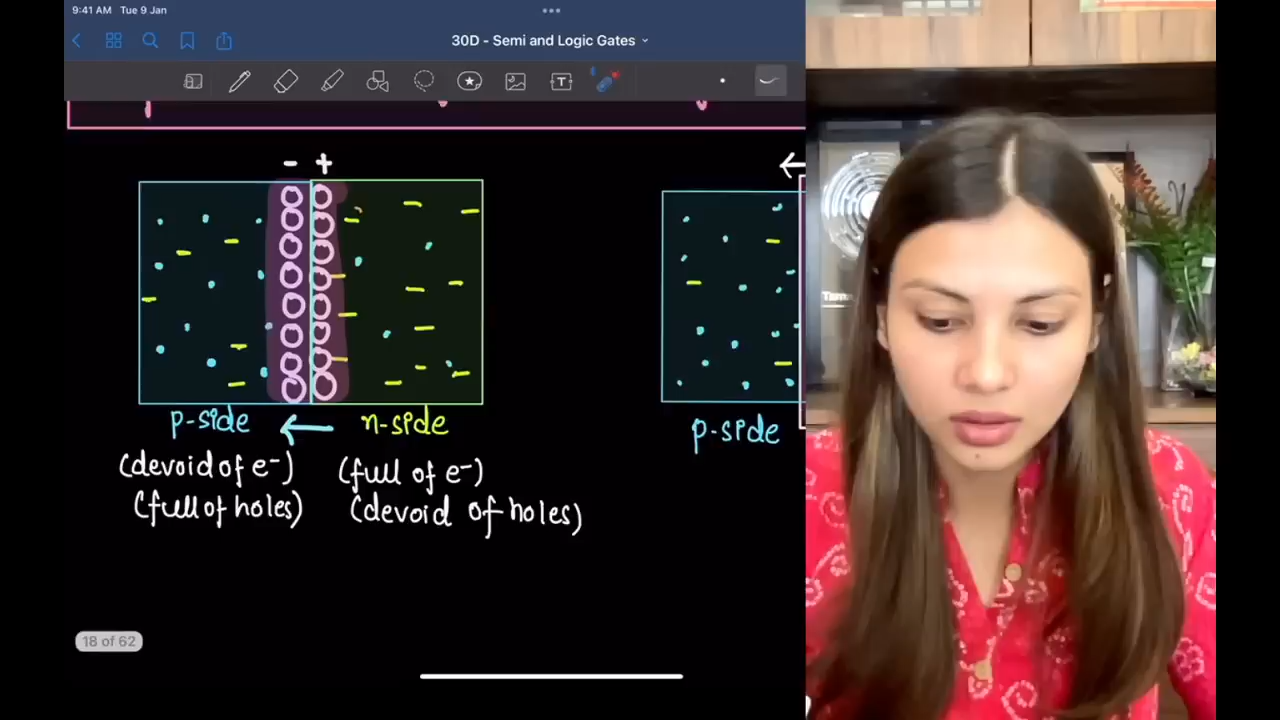 9:41 AM Tue 9 Jan
30D - Semi and Logic Gates
- +
p-side n-side
(devoid of e-) (full of e-)
(full of holes) (devoid of holes)
p-side
18 of 62